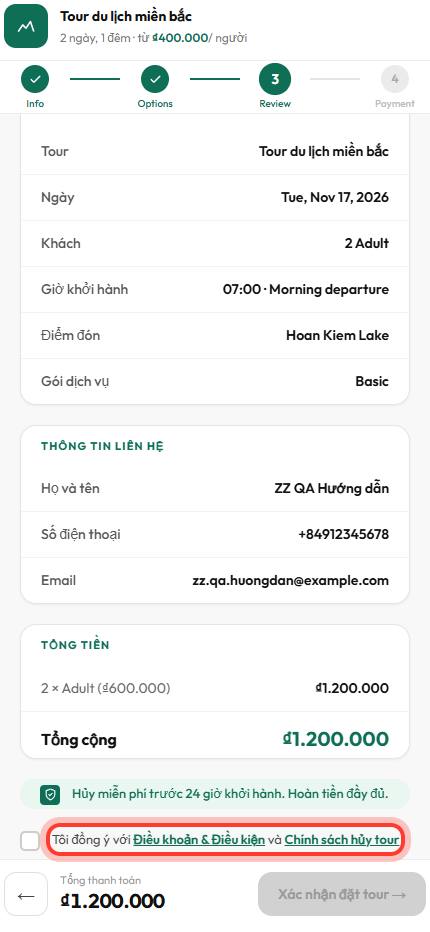 Tour du lịch miền bắc
2 ngày, 1 đêm · từ ₫400.000/ người
3
4
Info
Options
Review
Payment
Tour
Tour du lịch miền bắc
Ngày
Tue, Nov 17, 2026
Khách
2 Adult
Giờ khởi hành
07:00 · Morning departure
Điểm đón
Hoan Kiem Lake
Gói dịch vụ
Basic
THÔNG TIN LIÊN HỆ
Họ và tên
ZZ QA Hướng dẫn
Số điện thoại
+84912345678
Email
zz.qa.huongdan@example.com
TỔNG TIỀN
2 × Adult (₫600.000)
₫1.200.000
Tổng cộng
₫1.200.000
Hủy miễn phí trước 24 giờ khởi hành. Hoàn tiền đầy đủ.
Tôi đồng ý với Điều khoản & Điều kiện và Chính sách hủy tour
←
Tổng thanh toán
₫1.200.000
Xác nhận đặt tour →